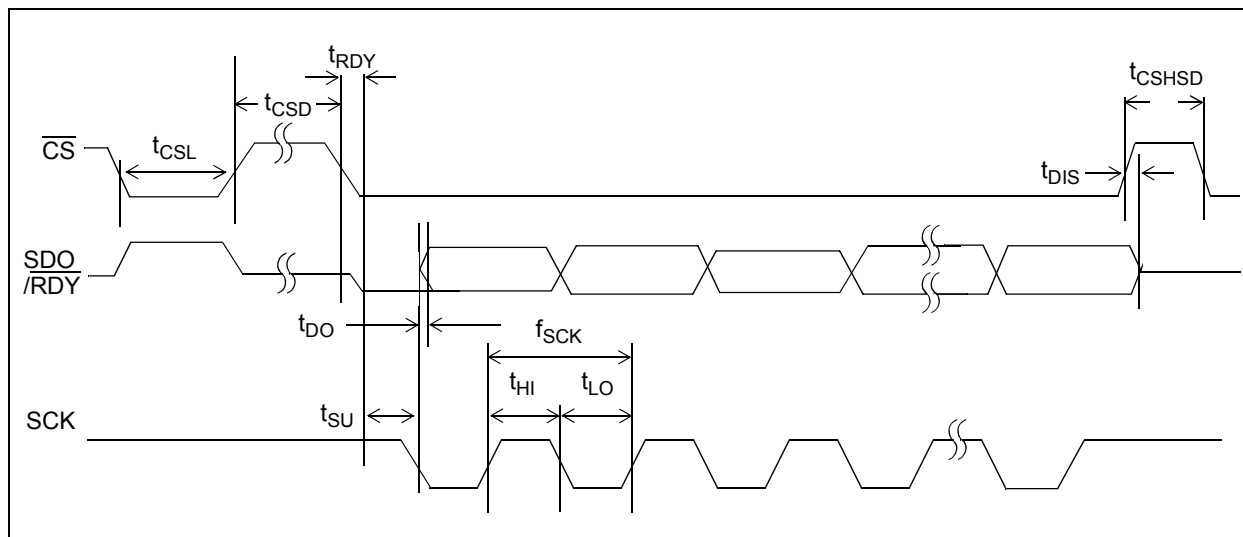 tRDY
tCSHSD
tCSD
CS
tCSL
tDIS
SDO
/RDY
tDO
fSCK
tHI
tLO
tSU
SCK